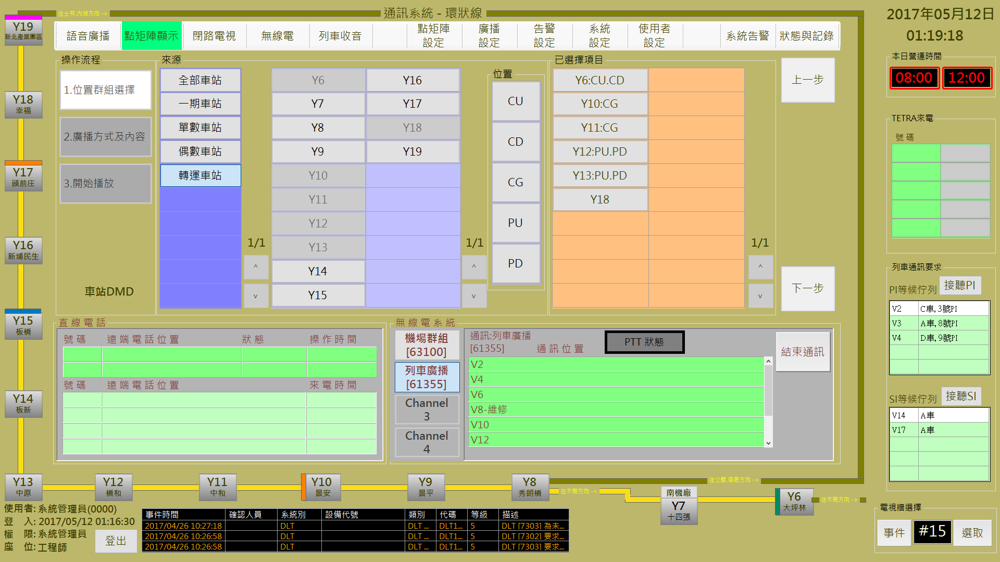 往士林,內湖方向 ->
通訊系統 - 環狀線
2017年05月12日
01:19:18
語音廣播
點矩陣顯示
閉路電視
無線電
列車收音
點矩陣
設定
廣播
設定
告警
設定
系統
設定
使用者
設定
系統告警
狀態與記錄
Y19
新北產業園區
Y18
幸福
Y17
頭前庄
Y16
新埔民生
Y15
板橋
Y14
板新
Y13
中原
操作流程
1.位置群組選擇
2.廣播方式及內容
3.開始播放
車站DMD
來源
全部車站
一期車站
單數車站
偶數車站
轉運車站
1/1
˄
˅
Y6
Y7
Y8
Y9
Y10
Y11
Y12
Y13
Y14
Y15
Y16
Y17
Y18
Y19
1/1
˄
˅
位置
CU
CD
CG
PU
PD
已選擇項目
Y6:CU.CD
Y10:CG
Y11:CG
Y12:PU.PD
Y13:PU.PD
Y18
1/1
˄
˅
上一步
下一步
本日營運時間
08:00
12:00
TETRA來電
號 碼
列車通訊要求
PI等候佇列
接聽PI
V2 C車, 3號PI
V3 A車, 8號PI
V4 D車, 9號PI
SI等候佇列
接聽SI
V14 A車
V17 A車
直 線 電 話
號 碼 遠 端 電 話 位 置 狀 態 操 作 時 間
號 碼 遠 端 電 話 位 置 來 電 時 間
無 線 電 系 統
機場群組
[63100]
列車廣播
[61355]
Channel
3
Channel
4
通訊:列車廣播
[61355]
通 訊 位 置
PTT 狀態
結束通訊
V2
V4
V6
V8-維修
V10
V12
Y12
橋和
Y11
中和
Y10
景安
Y9
景平
Y8
秀朗橋
往木柵方向 ->
往公館,信義方向 ->
南機廠
Y7
十四張
Y6
大坪林
往木柵方向 ->
使用者: 系統管理員(0000)
登 入: 2017/05/12 01:16:30
權 限: 系統管理員
座 位: 工程師
登出
事件時間 確認人員 系統別 設備代號 類別 代碼 等級 描述
2017/04/26 10:27:18 DLT DLT ... DLT1... 5 DLT [7303] 為未...
2017/04/26 10:26:58 DLT DLT ... DLT1... 5 DLT [7302] 要求...
2017/04/26 10:26:58 DLT DLT ... DLT1... 5 DLT [7303] 要求...
電視牆選擇
事件
#15
選取